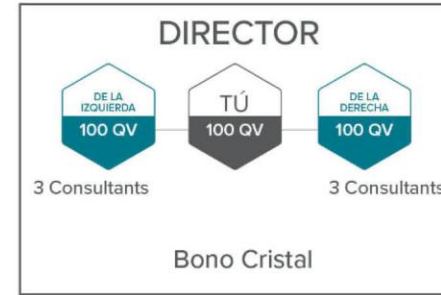 DIRECTOR
DE LA
IZQUIERDA
100 QV
TÚ
100 QV
DE LA
DERECHA
100 QV
3 Consultants
3 Consultants
Bono Cristal